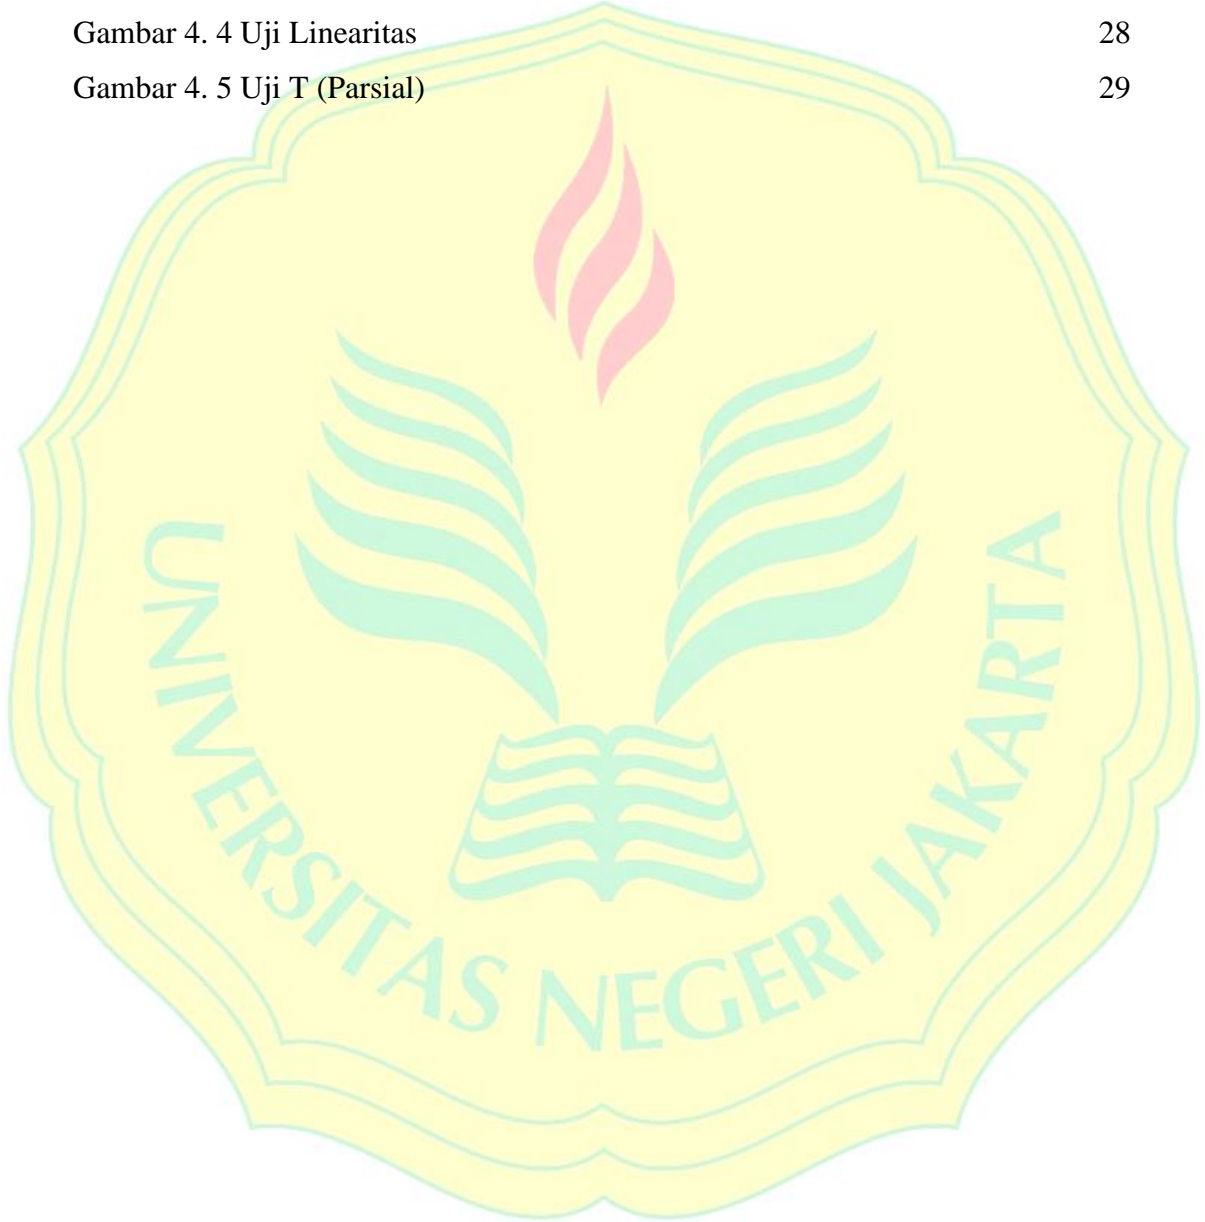 Gambar 4. 4 Uji Linearitas 28
Gambar 4. 5 Uji T (Parsial) 29
UNIVERSITAS NEGERI JAKARTA